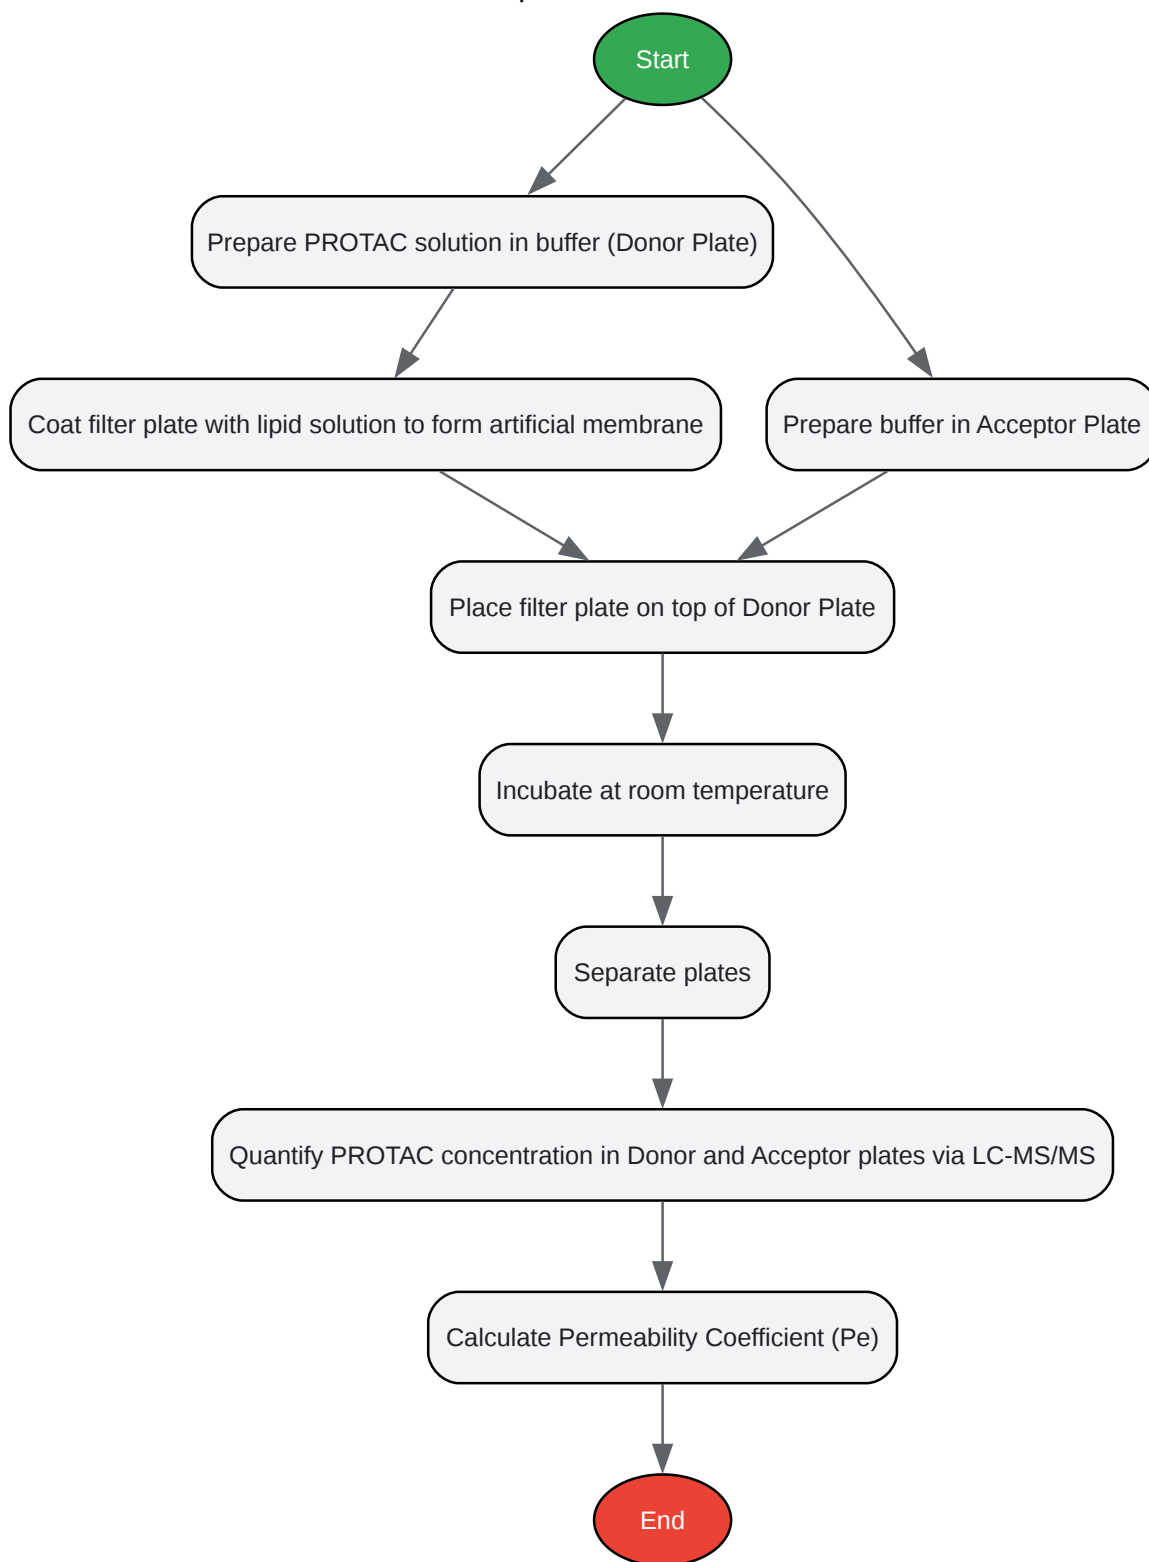 Start
Prepare PROTAC solution in buffer (Donor Plate)
Coat filter plate with lipid solution to form artificial membrane
Prepare buffer in Acceptor Plate
Place filter plate on top of Donor Plate
Incubate at room temperature
Separate plates
Quantify PROTAC concentration in Donor and Acceptor plates via LC-MS/MS
Calculate Permeability Coefficient (Pe)
End